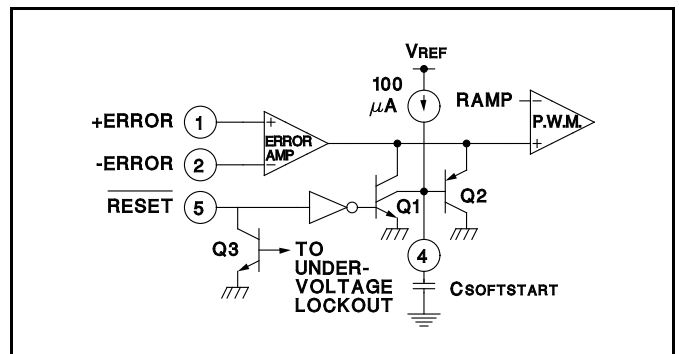 VREF
100
µA
RAMP
−
P.W.M.
+
+ERROR
1
+
ERROR
AMP
-ERROR
2
−
RESET
5
Q1
Q2
Q3
TO
UNDER-
VOLTAGE
LOCKOUT
4
CSOFTSTART